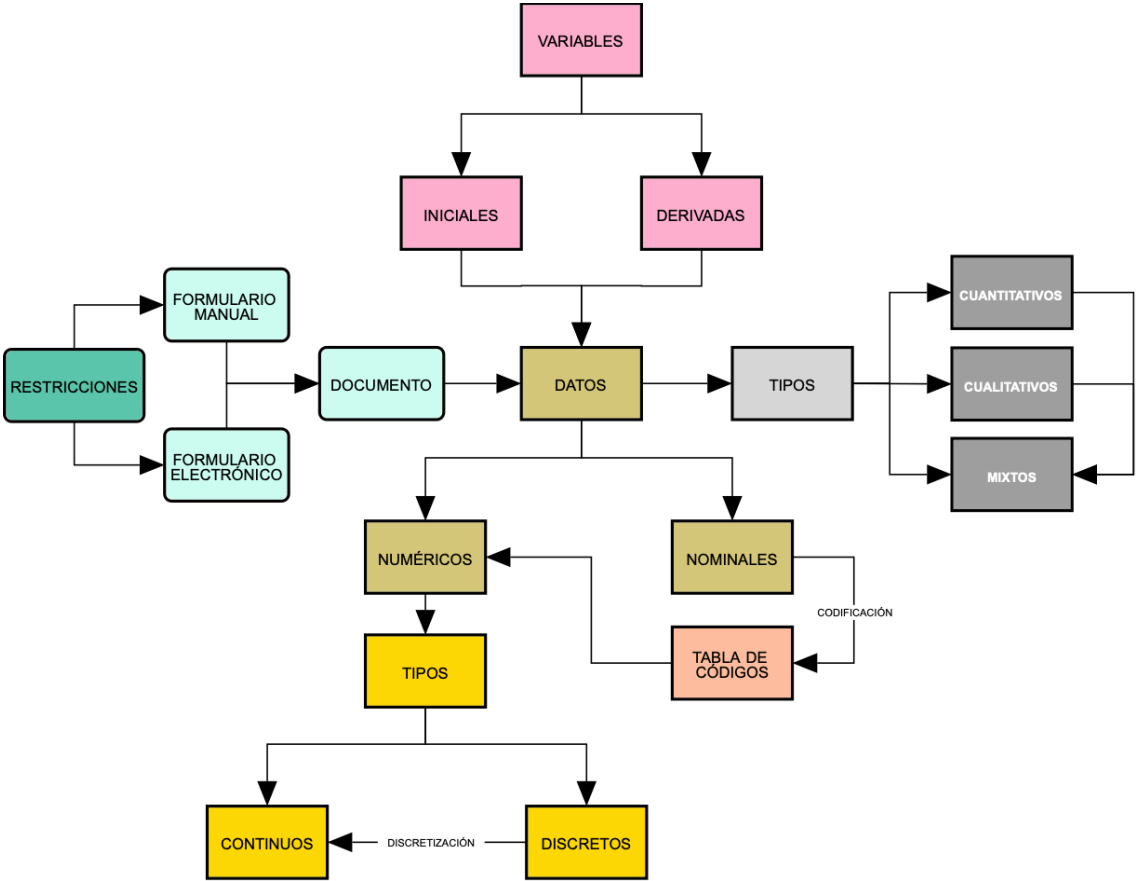 VARIABLES
INICIALES
DERIVADAS
FORMULARIO
MANUAL
RESTRICCIONES
FORMULARIO
ELECTRÓNICO
DOCUMENTO
DATOS
TIPOS
CUANTITATIVOS
CUALITATIVOS
MIXTOS
NUMÉRICOS
NOMINALES
CODIFICACIÓN
TABLA DE
CÓDIGOS
TIPOS
CONTINUOS
DISCRETIZACIÓN
DISCRETOS